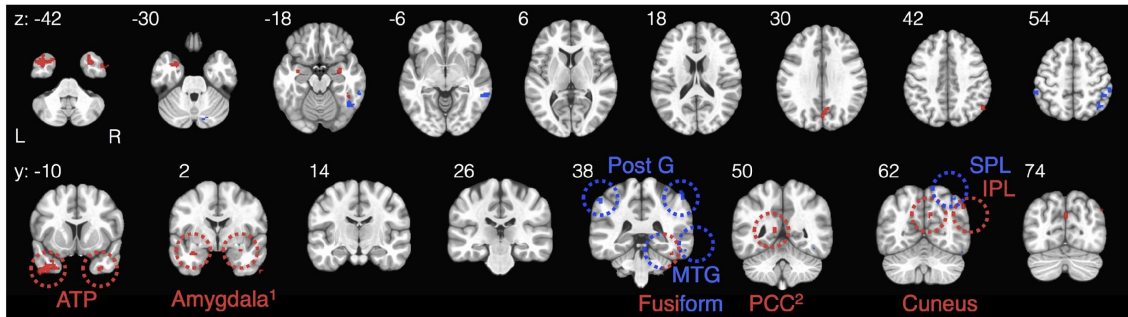 z: -42 -30 -18 -6 6 18 30 42 54
L R
y: -10 2 14 26 38 50 62 74
Post G SPL
IPL
MTG
ATP Amygdala¹ Fusiform PCC² Cuneus